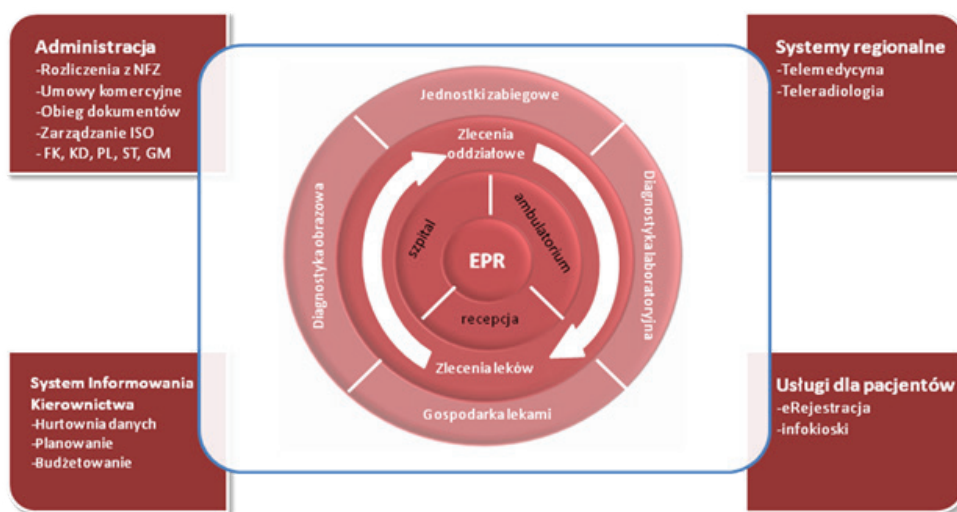 Administracja
-Rozliczenia z NFZ
-Umowy komercyjne
-Obieg dokumentów
-Zarządzanie ISO
- FK, KD, PL, ST, GM
Systemy regionalne
-Telemedycyna
-Teleradiologia
Jednostki zabiegowe
Zlecenia
oddziałowe
Diagnostyka obrazowa
szpital
ambulatorium
Diagnostyka laboratoryjna
EPR
recepcja
Zlecenia leków
Gospodarka lekami
System Informowania
Kierownictwa
-Hurtownia danych
-Planowanie
-Budżetowanie
Usługi dla pacjentów
-eRejestracja
-infokioski